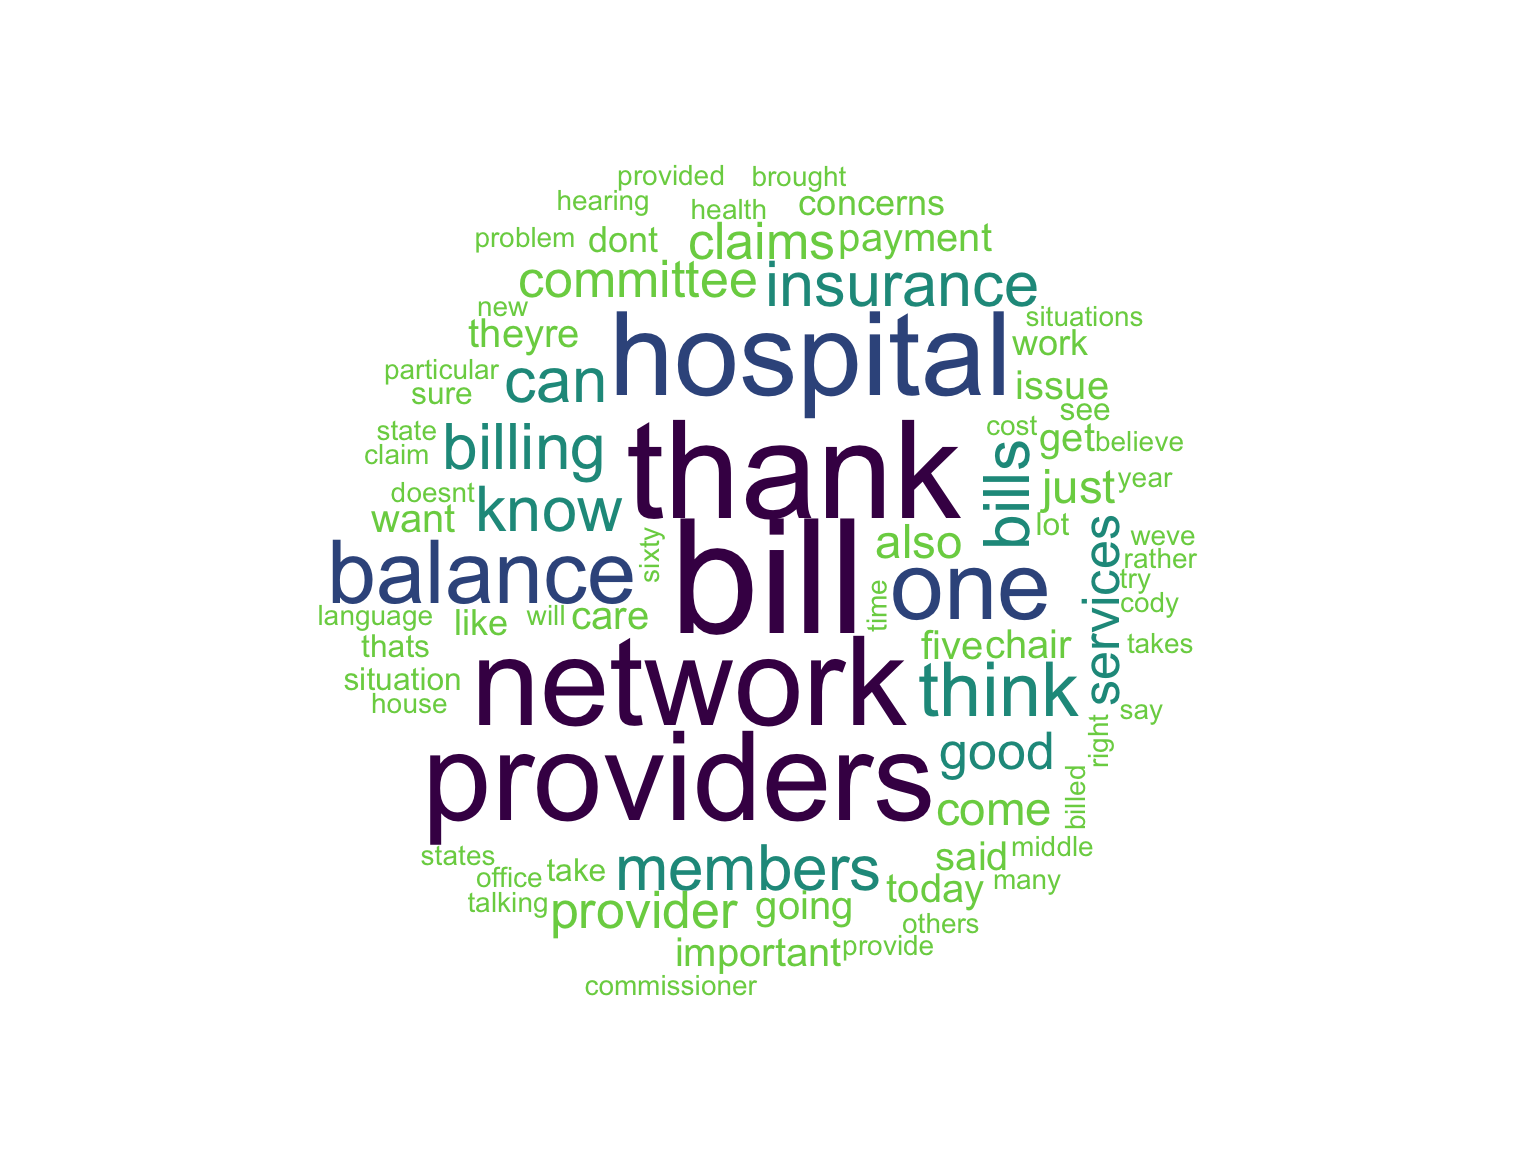 provided brought
hearing health concerns
problem dont claims payment
committee insurance
new situations
theyre hospital work
particular can issue
sure see
state billing thank cost get believe
claim bills
doesnt know just year
want lot
also weve
sixty services rather
balance bill one try
time cody
language like will care
thats five chair takes
situation network think
house say
right
providers good
billed
come
states members said middle
office take today many
talking provider going
others
important provide
commissioner